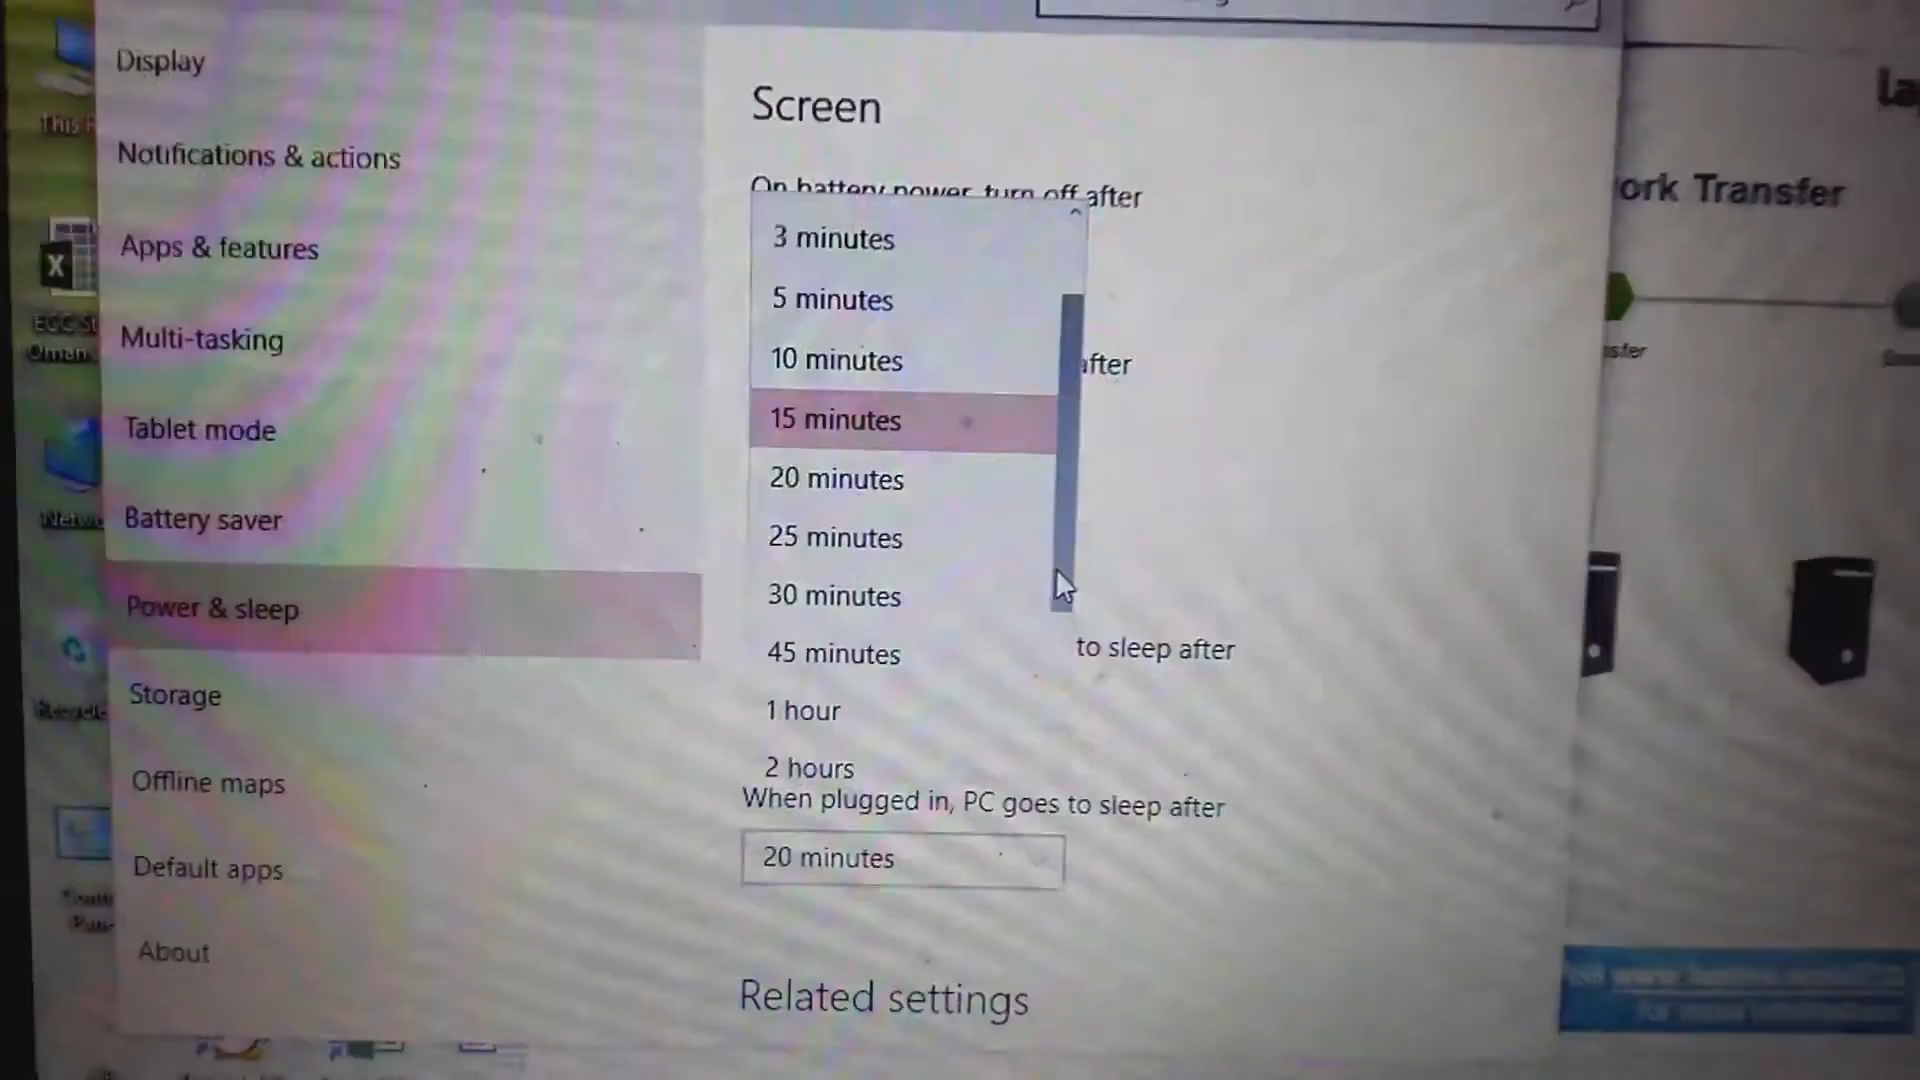 Display
Notifications & actions
Apps & features
Multi-tasking
Tablet mode
Battery saver
Power & sleep
Storage
Offline maps
Default apps
About
Screen
On battery power, turn off after
3 minutes
5 minutes
10 minutes
after
15 minutes
20 minutes
25 minutes
30 minutes
45 minutes
to sleep after
1 hour
2 hours
When plugged in, PC goes to sleep after
20 minutes
Related settings
This
X
ork Transfer
sfer